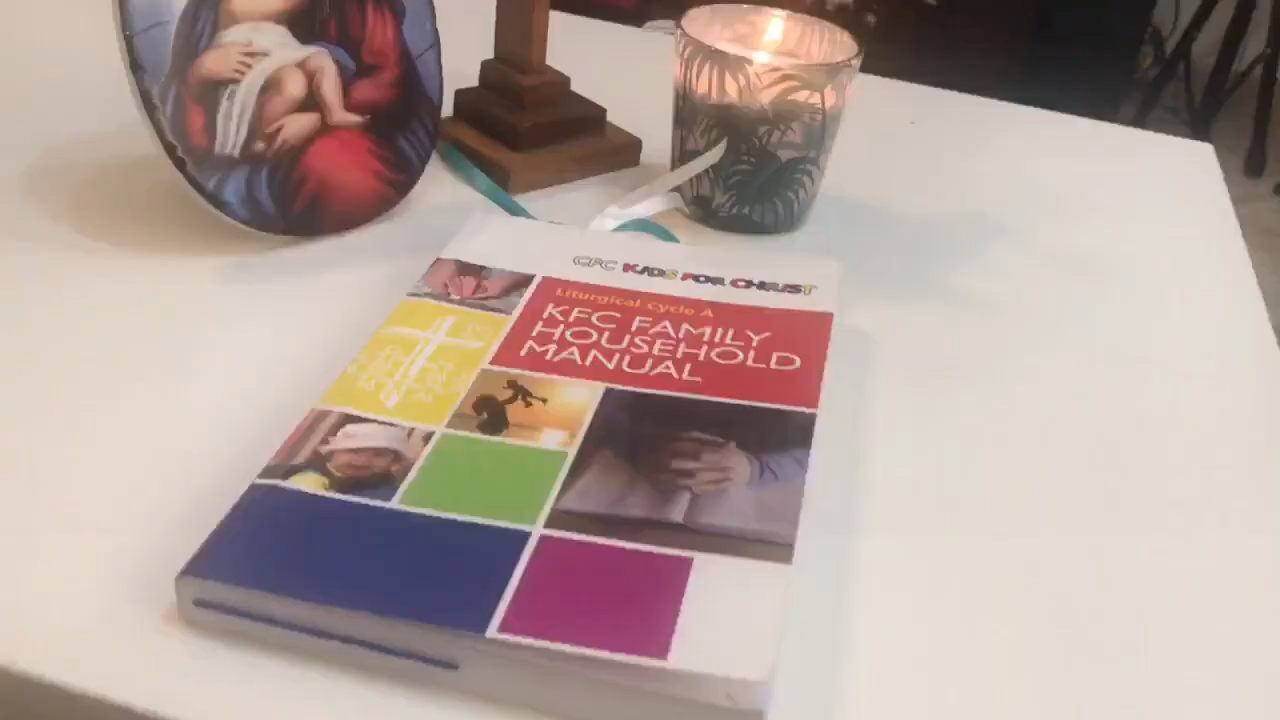 CFC KIDS FOR CHRIST
Liturgical Cycle A
KFC FAMILY
HOUSEHOLD
MANUAL